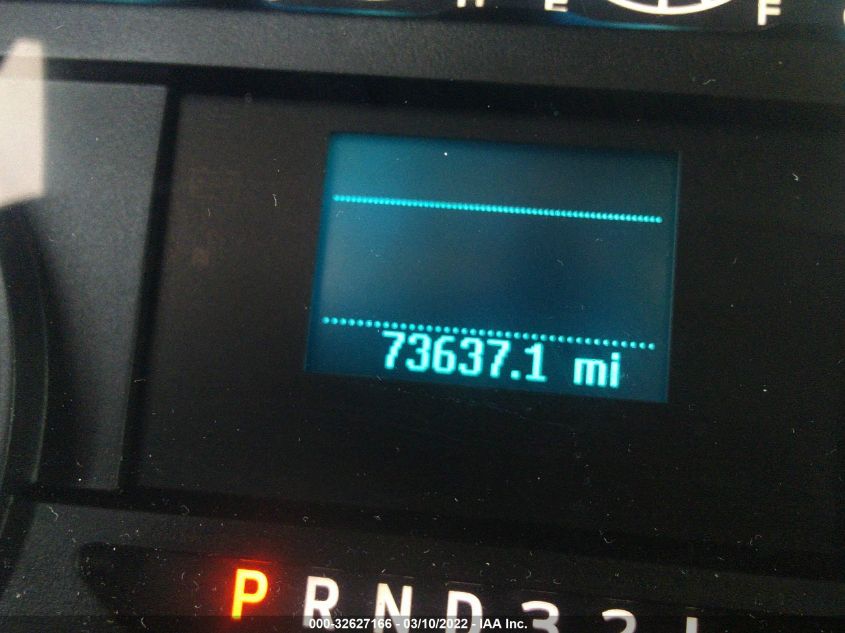 H E F
73637.1 mi
P R N D 3 2 1
000-32627166 - 03/10/2022 - IAA Inc.